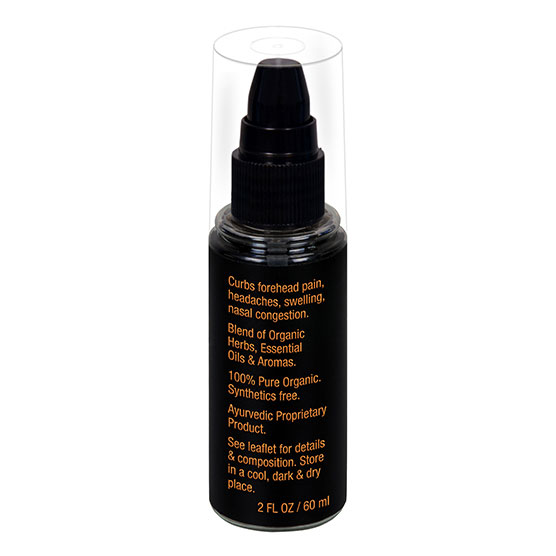 Curbs forehead pain,
headaches, swelling,
nasal congestion.
Blend of Organic
Herbs, Essential
Oils & Aromas.
100% Pure Organic.
Synthetics free.
Ayurvedic Proprietary
Product.
See leaflet for details
& composition. Store
in a cool, dark & dry
place.
2 FL OZ / 60 ml